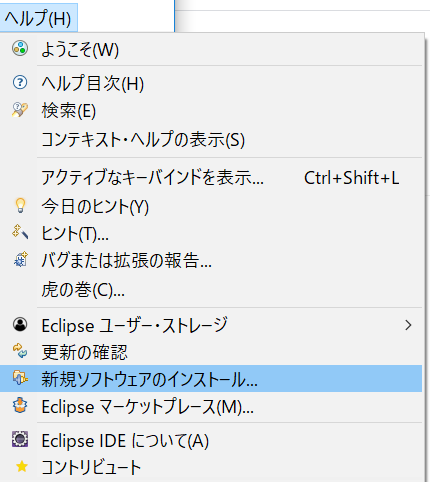 ヘルプ(H)
ようこそ(W)
ヘルプ目次(H)
検索(E)
コンテキスト・ヘルプの表示(S)
アクティブなキーバインドを表示... Ctrl+Shift+L
今日のヒント(Y)
ヒント(T)...
バグまたは拡張の報告...
虎の巻(C)...
Eclipse ユーザー・ストレージ
更新の確認
新規ソフトウェアのインストール...
Eclipse マーケットプレース(M)...
Eclipse IDE について(A)
コントリビュート